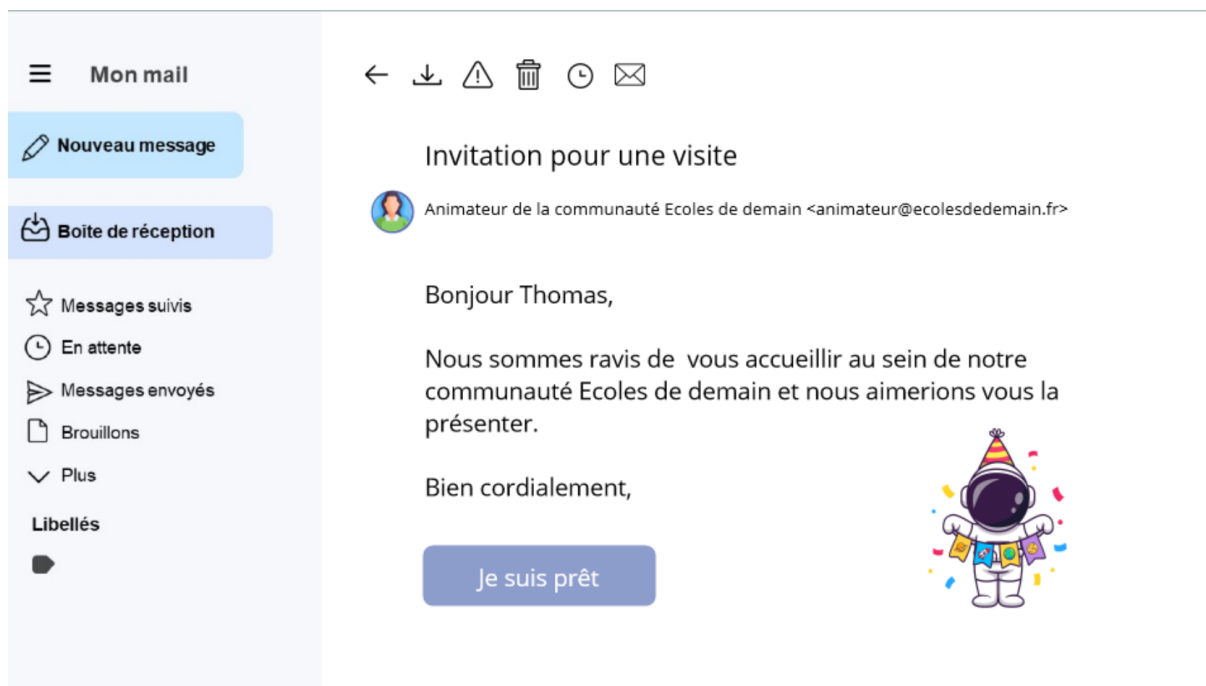 Mon mail
Nouveau message
Boite de réception
Messages suivis
En attente
Messages envoyés
Brouillons
Plus
Libellés
Invitation pour une visite
Animateur de la communauté Ecoles de demain <animateur@ecolesdedemain.fr>
Bonjour Thomas,
Nous sommes ravis de  vous accueillir au sein de notre
communauté Ecoles de demain et nous aimerions vous la
présenter.
Bien cordialement,
Je suis prêt